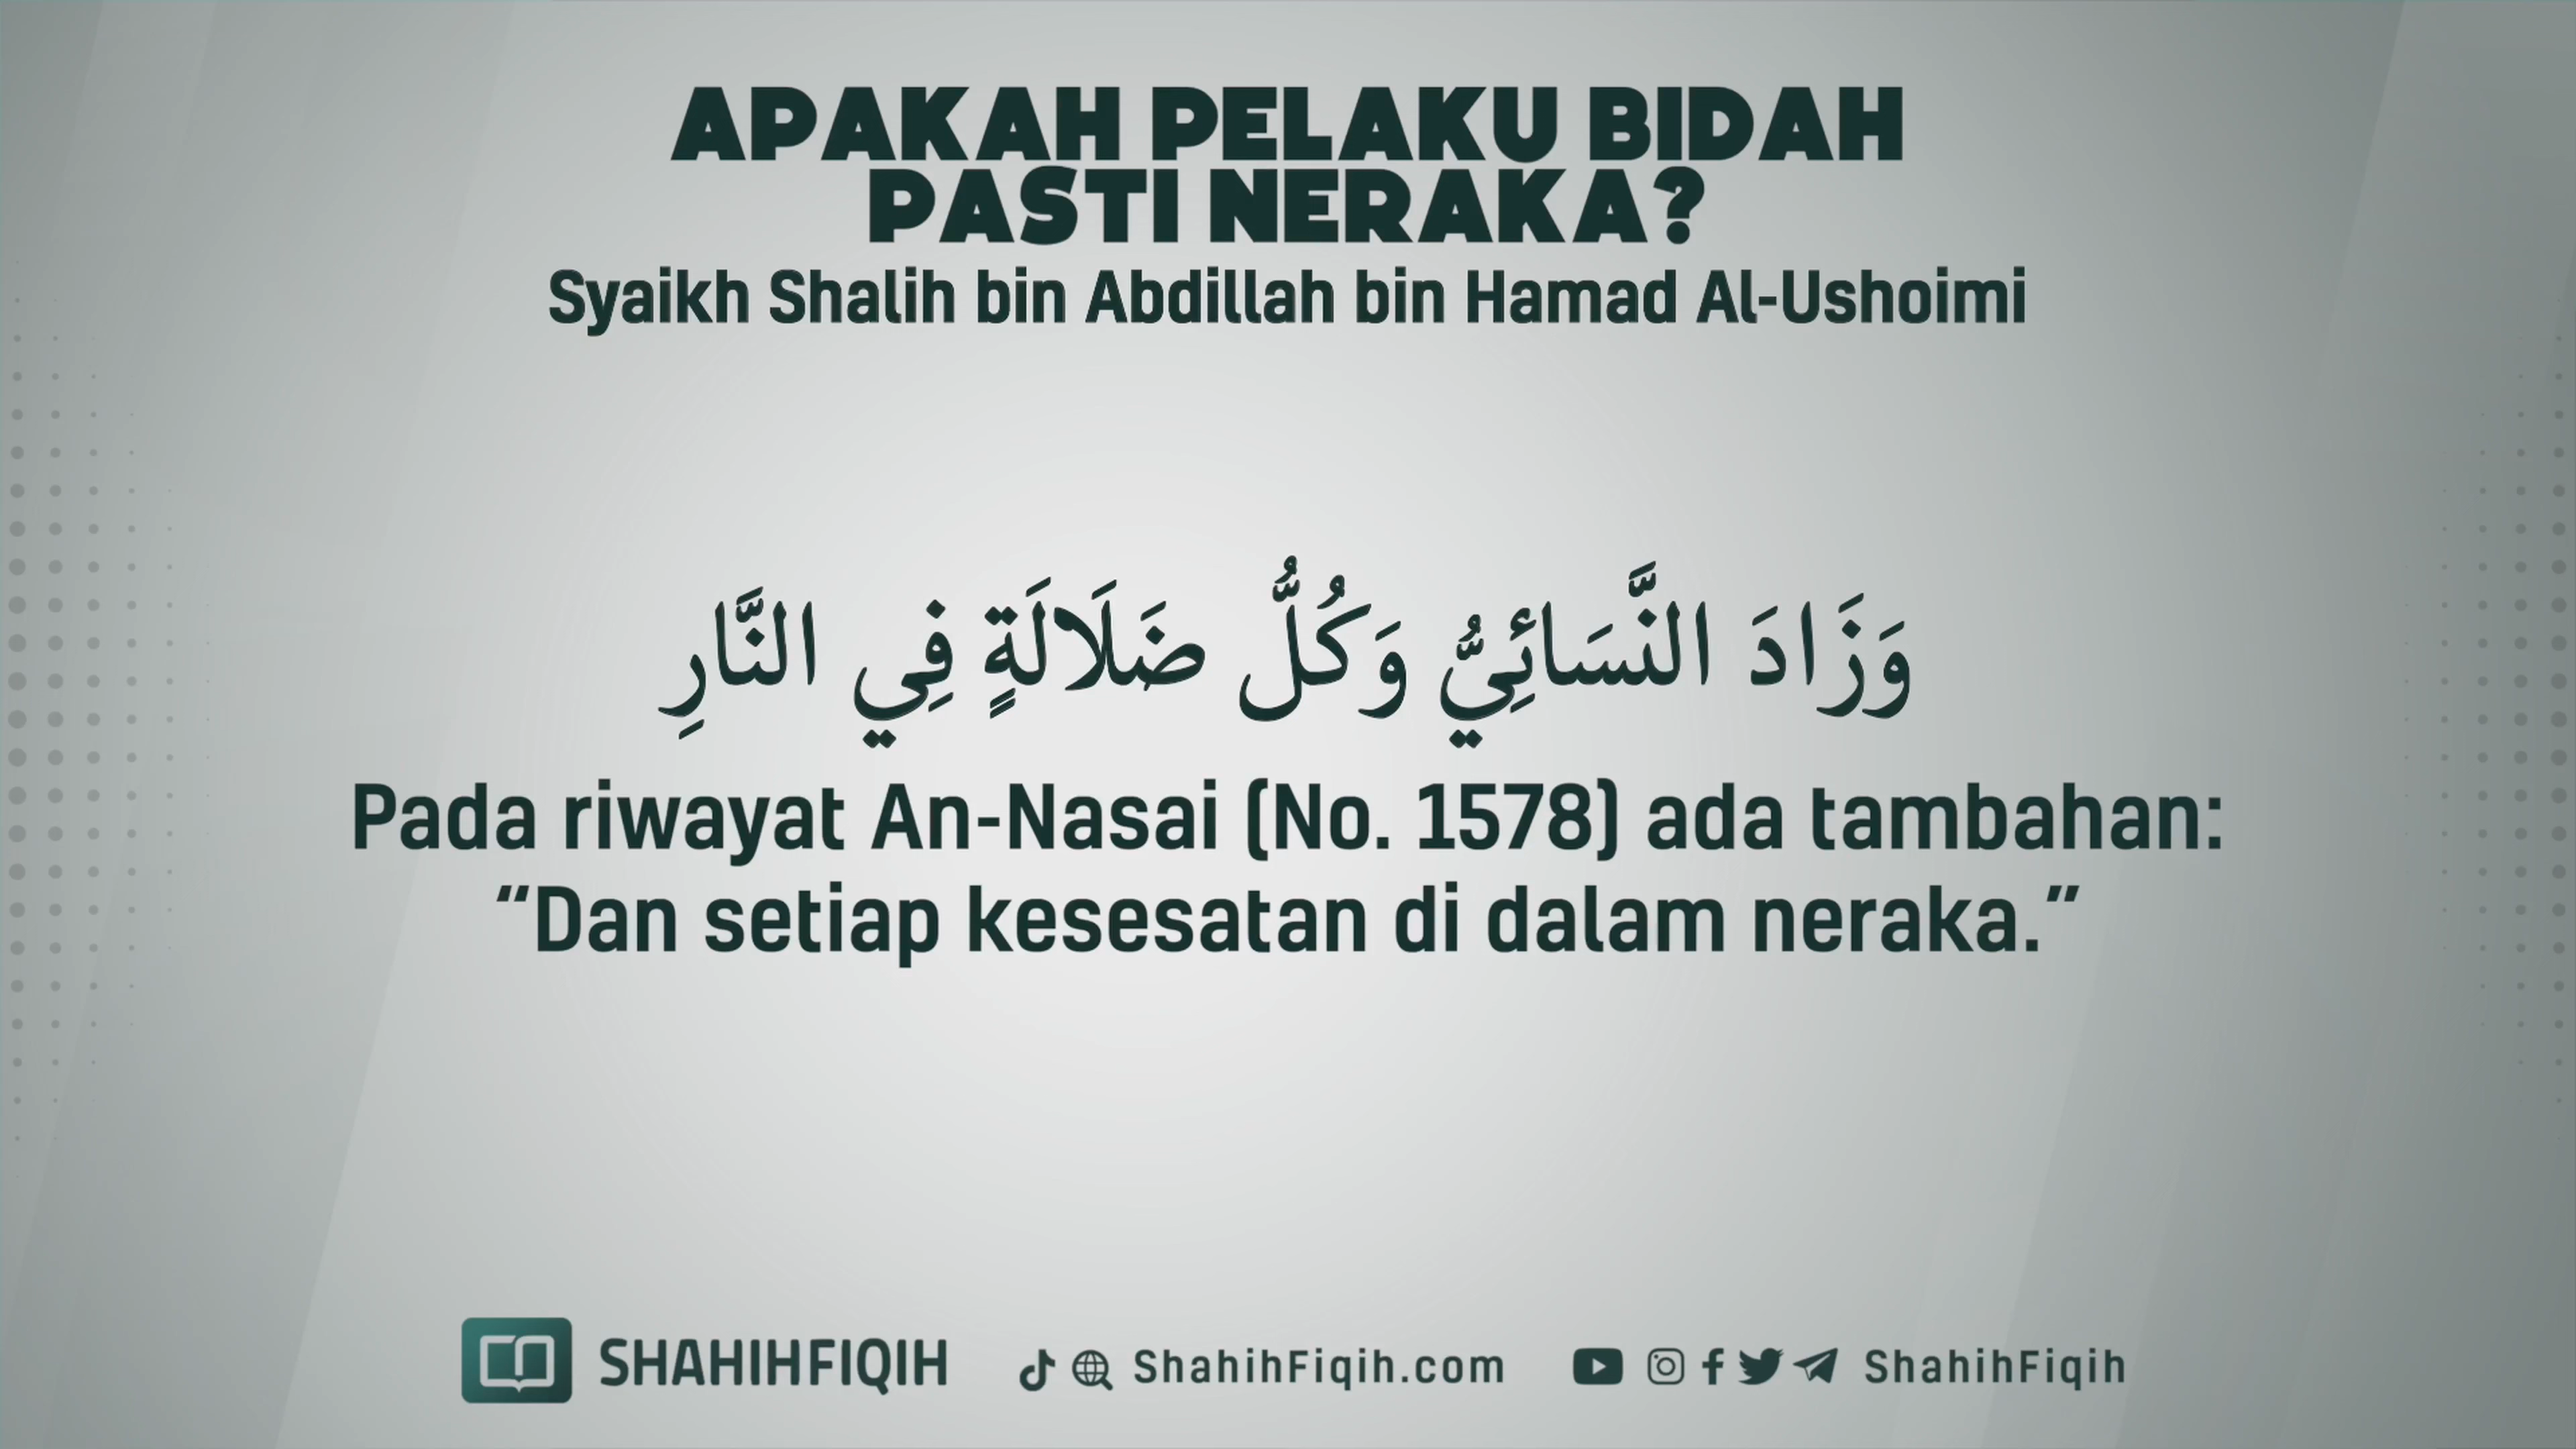 APAKAH PELAKU BIDAH
PASTI NERAKA?
Syaikh Shalih bin Abdillah bin Hamad Al-Ushoimi
وَزَادَ النَّسَائِيُّ وَكُلُّ ضَلَالَةٍ فِي النَّارِ
Pada riwayat An-Nasai (No. 1578) ada tambahan:
“Dan setiap kesesatan di dalam neraka.”
SHAHIHFIQIH ShahihFiqih.com ShahihFiqih